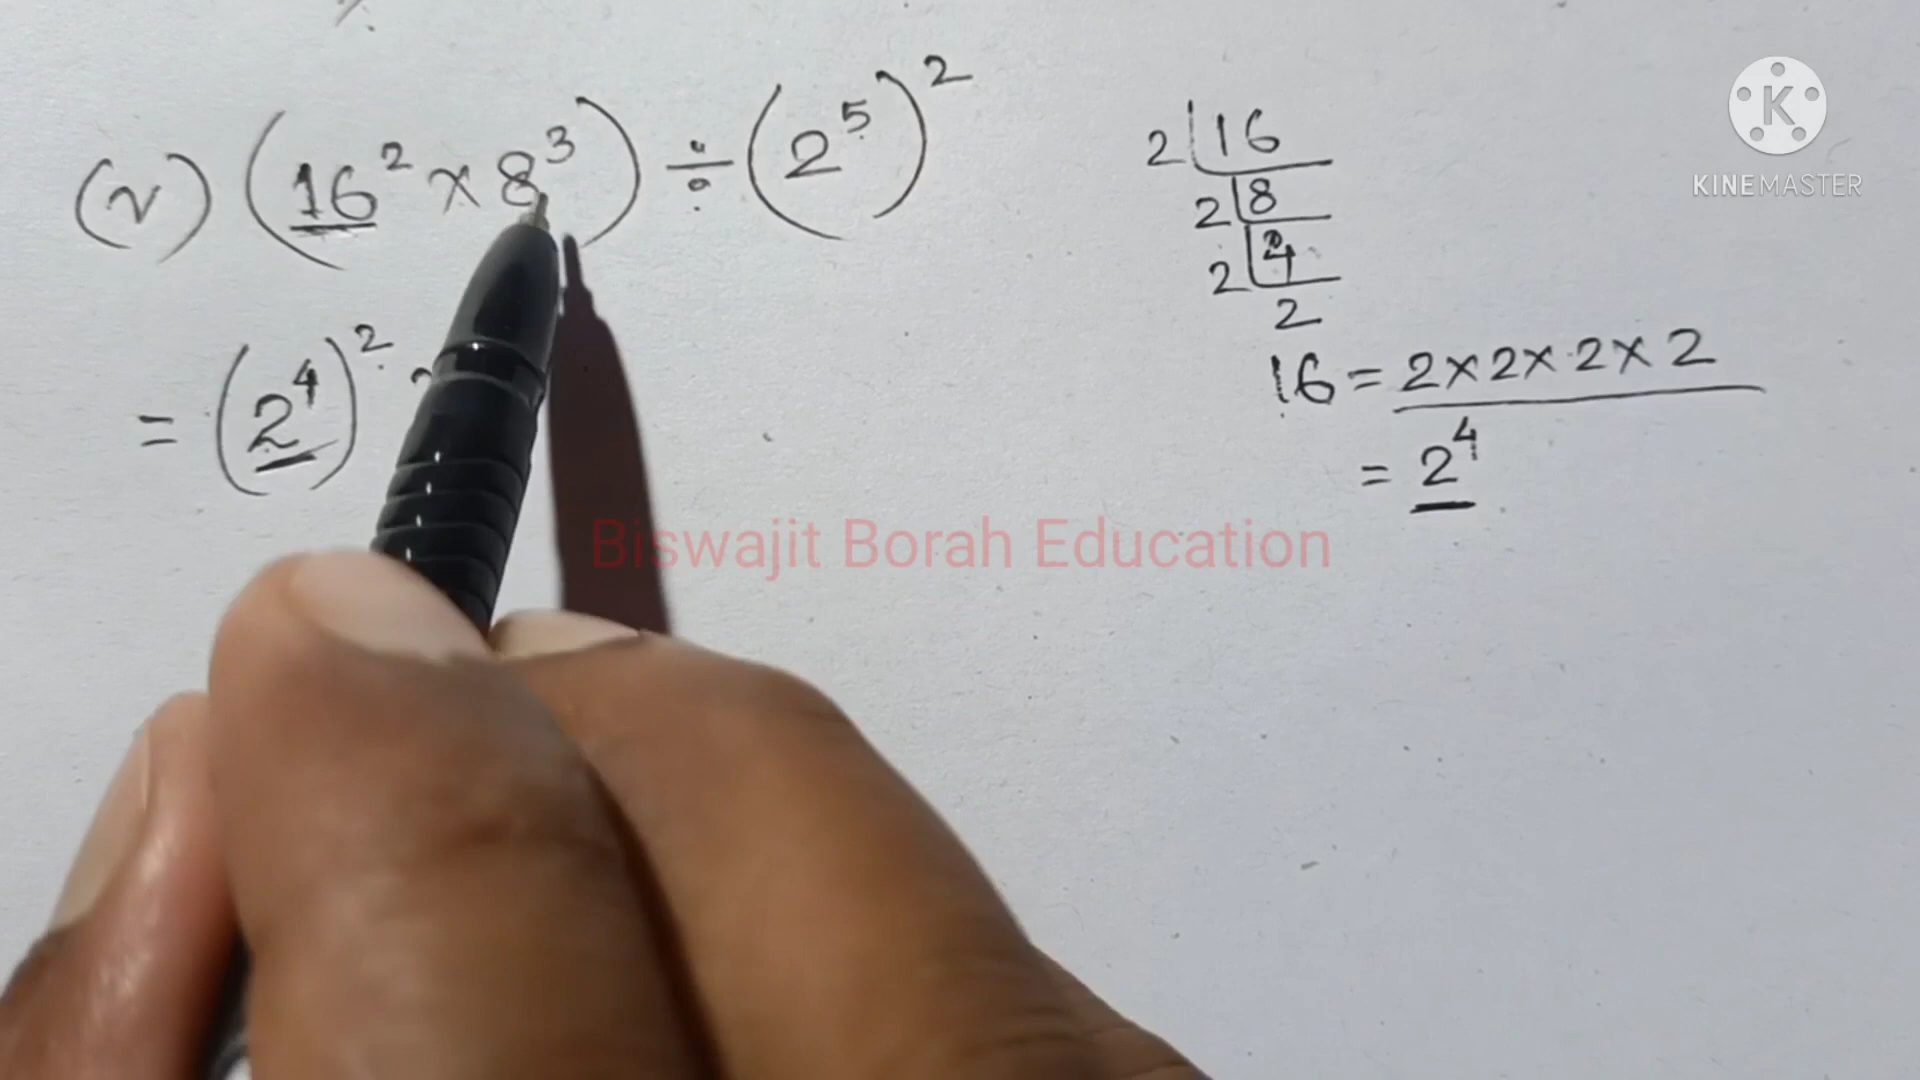 (v) (16² × 8³) ÷ (2⁵)²
= (2⁴)²
2 | 16
2 | 8
2 | 4
2
16 = 2 × 2 × 2 × 2
= 2⁴
K
KINEMASTER
Biswajit Borah Education